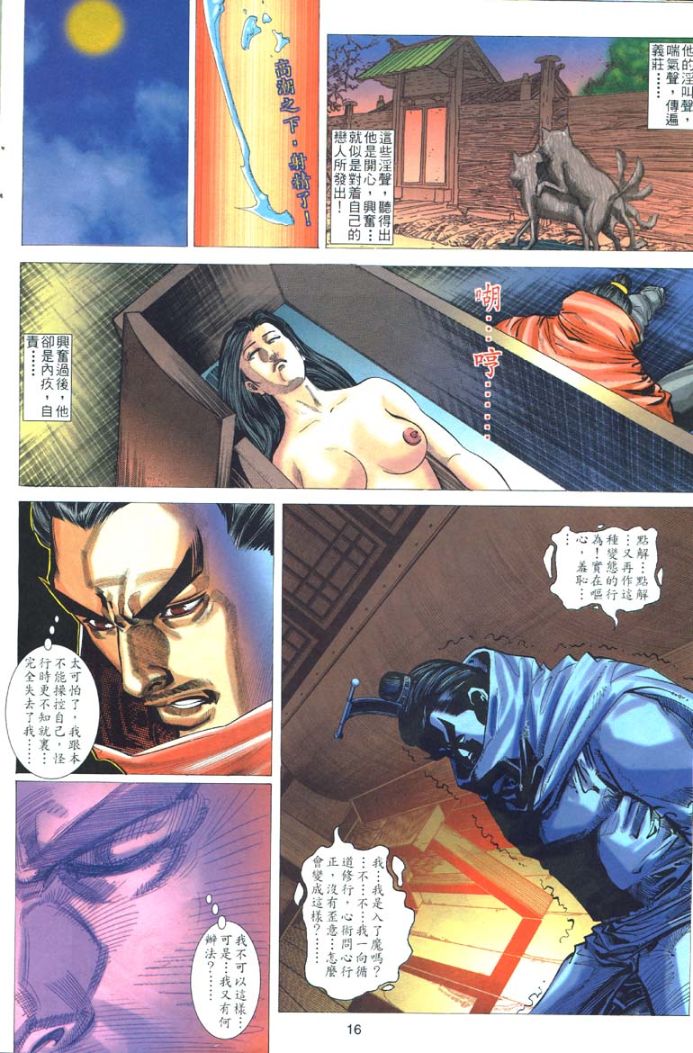 他的淫叫聲，
喘氣聲，傳遍
義莊……
這些淫聲，聽得出
他是開心，興奮…
就似是對着自己的
戀人所發出！
高潮之下，射精了！
瑚……哼……
興奮過後，他
卻是內疚，自
責……
點解…點解
…又再作這
種變態的行
為！實在嘔
心，羞恥…
太可怕了，我跟本
不能操控自己，怪
行時更不知就裏…
完全失去了我……
我…我是入了魔嗎？
…不…不…我一向備
道修行，心術問心行
正，沒有歪意…怎麼
會變成這樣？……
我不可以這樣…
可是…我又有何
辦法？……
16